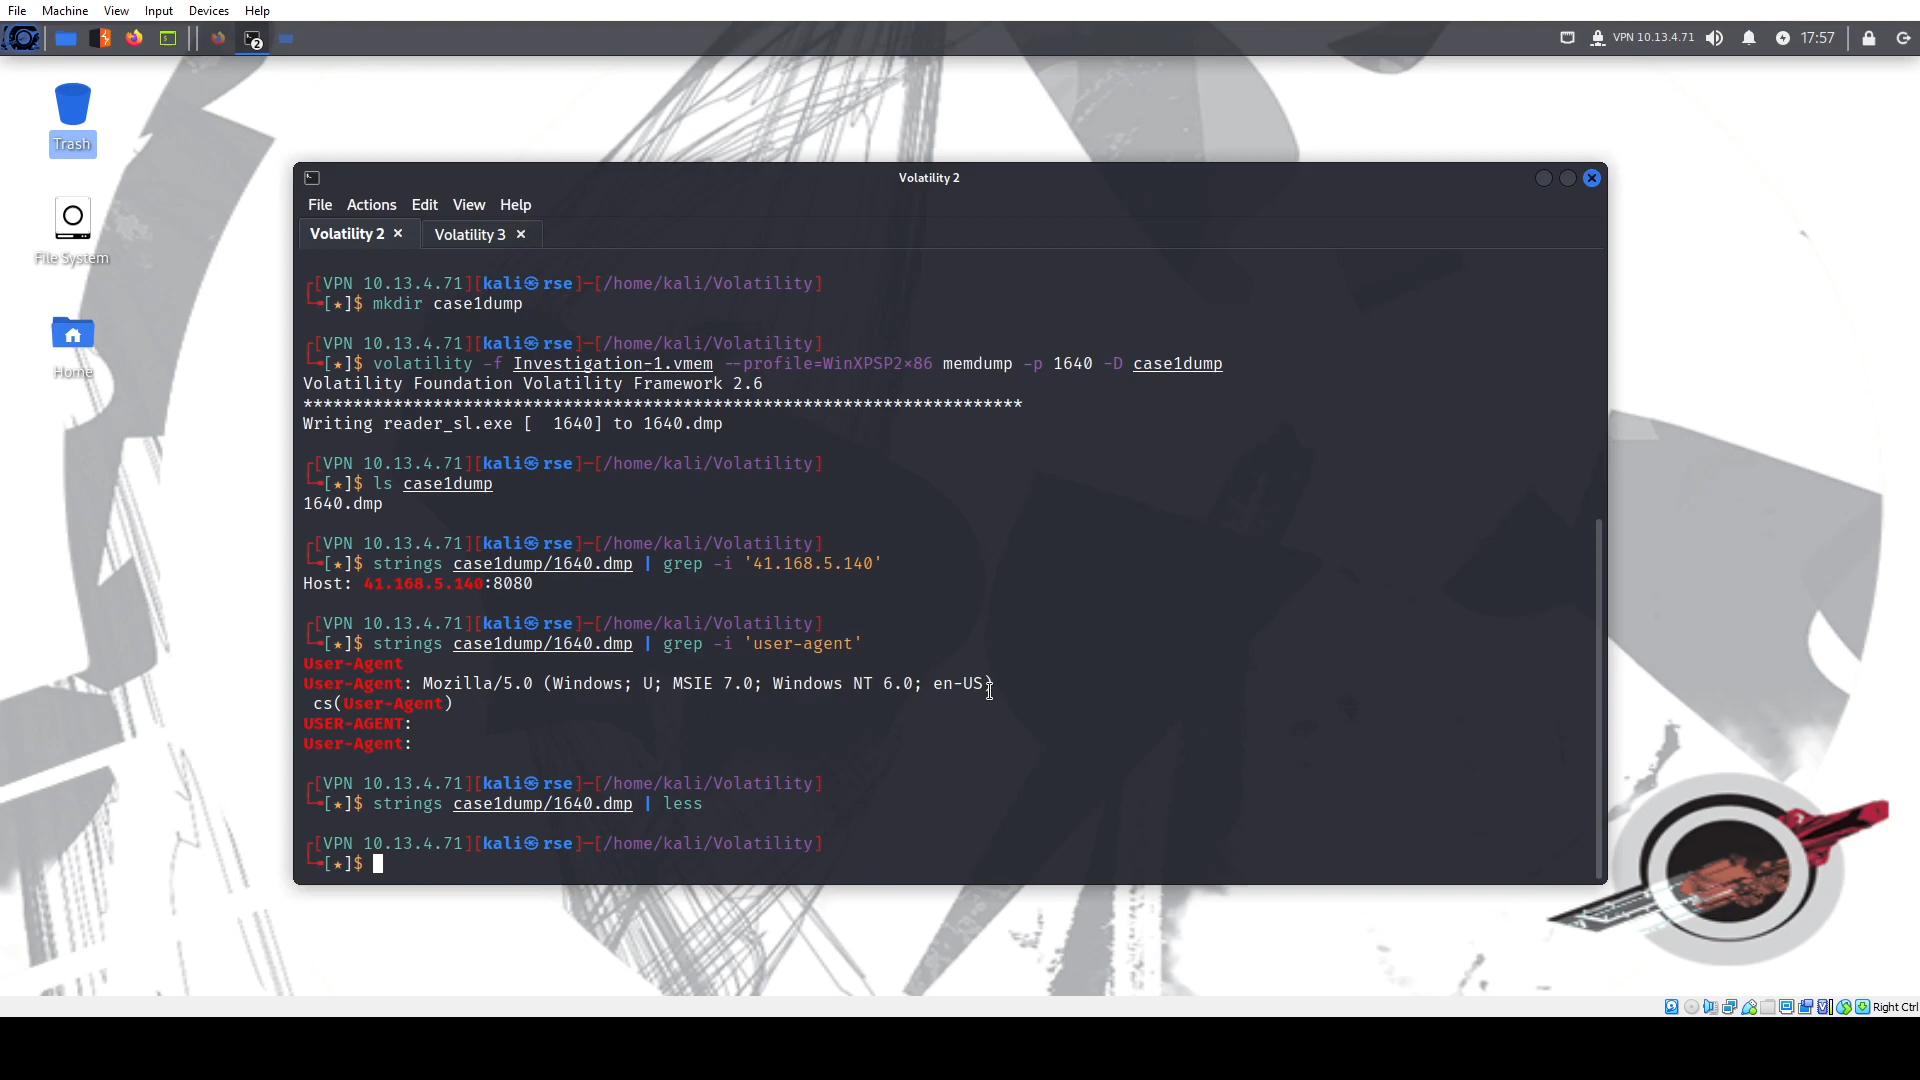 File Machine View Input Devices Help
2 VPN 10.13.4.71 17:57
Trash
File System
Home
Volatility 2
File Actions Edit View Help
Volatility 2 × Volatility 3 ×
┌[VPN 10.13.4.71][kali㉿rse]─[/home/kali/Volatility]
└╼[★]$ mkdir case1dump
┌[VPN 10.13.4.71][kali㉿rse]─[/home/kali/Volatility]
└╼[★]$ volatility -f Investigation-1.vmem --profile=WinXPSP2×86 memdump -p 1640 -D case1dump
Volatility Foundation Volatility Framework 2.6
************************************************************************
Writing reader_sl.exe [  1640] to 1640.dmp
┌[VPN 10.13.4.71][kali㉿rse]─[/home/kali/Volatility]
└╼[★]$ ls case1dump
1640.dmp
┌[VPN 10.13.4.71][kali㉿rse]─[/home/kali/Volatility]
└╼[★]$ strings case1dump/1640.dmp | grep -i '41.168.5.140'
Host: 41.168.5.140:8080
┌[VPN 10.13.4.71][kali㉿rse]─[/home/kali/Volatility]
└╼[★]$ strings case1dump/1640.dmp | grep -i 'user-agent'
User-Agent
User-Agent: Mozilla/5.0 (Windows; U; MSIE 7.0; Windows NT 6.0; en-US)
cs(User-Agent)
USER-AGENT:
User-Agent:
┌[VPN 10.13.4.71][kali㉿rse]─[/home/kali/Volatility]
└╼[★]$ strings case1dump/1640.dmp | less
┌[VPN 10.13.4.71][kali㉿rse]─[/home/kali/Volatility]
└╼[★]$
Right Ctrl